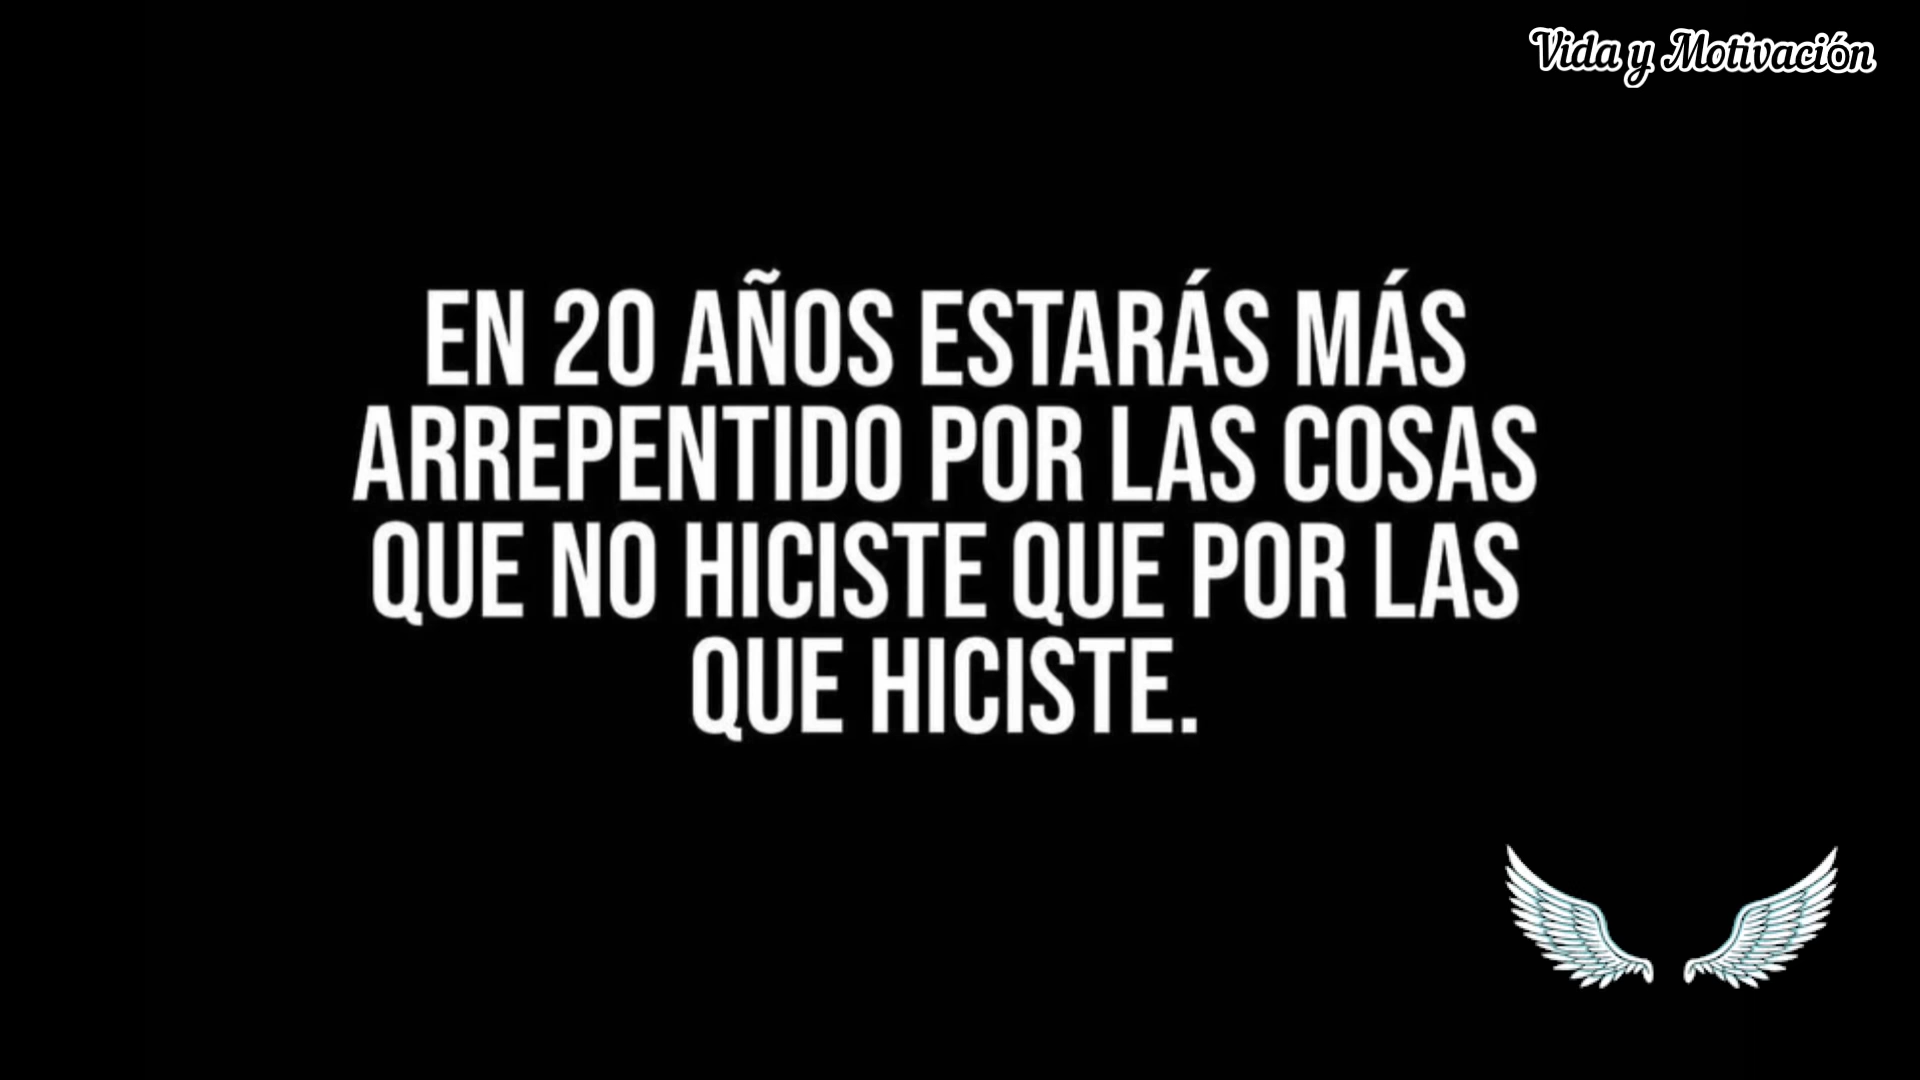 Vida y Motivación
EN 20 AÑOS ESTARÁS MÁS
ARREPENTIDO POR LAS COSAS
QUE NO HICISTE QUE POR LAS
QUE HICISTE.